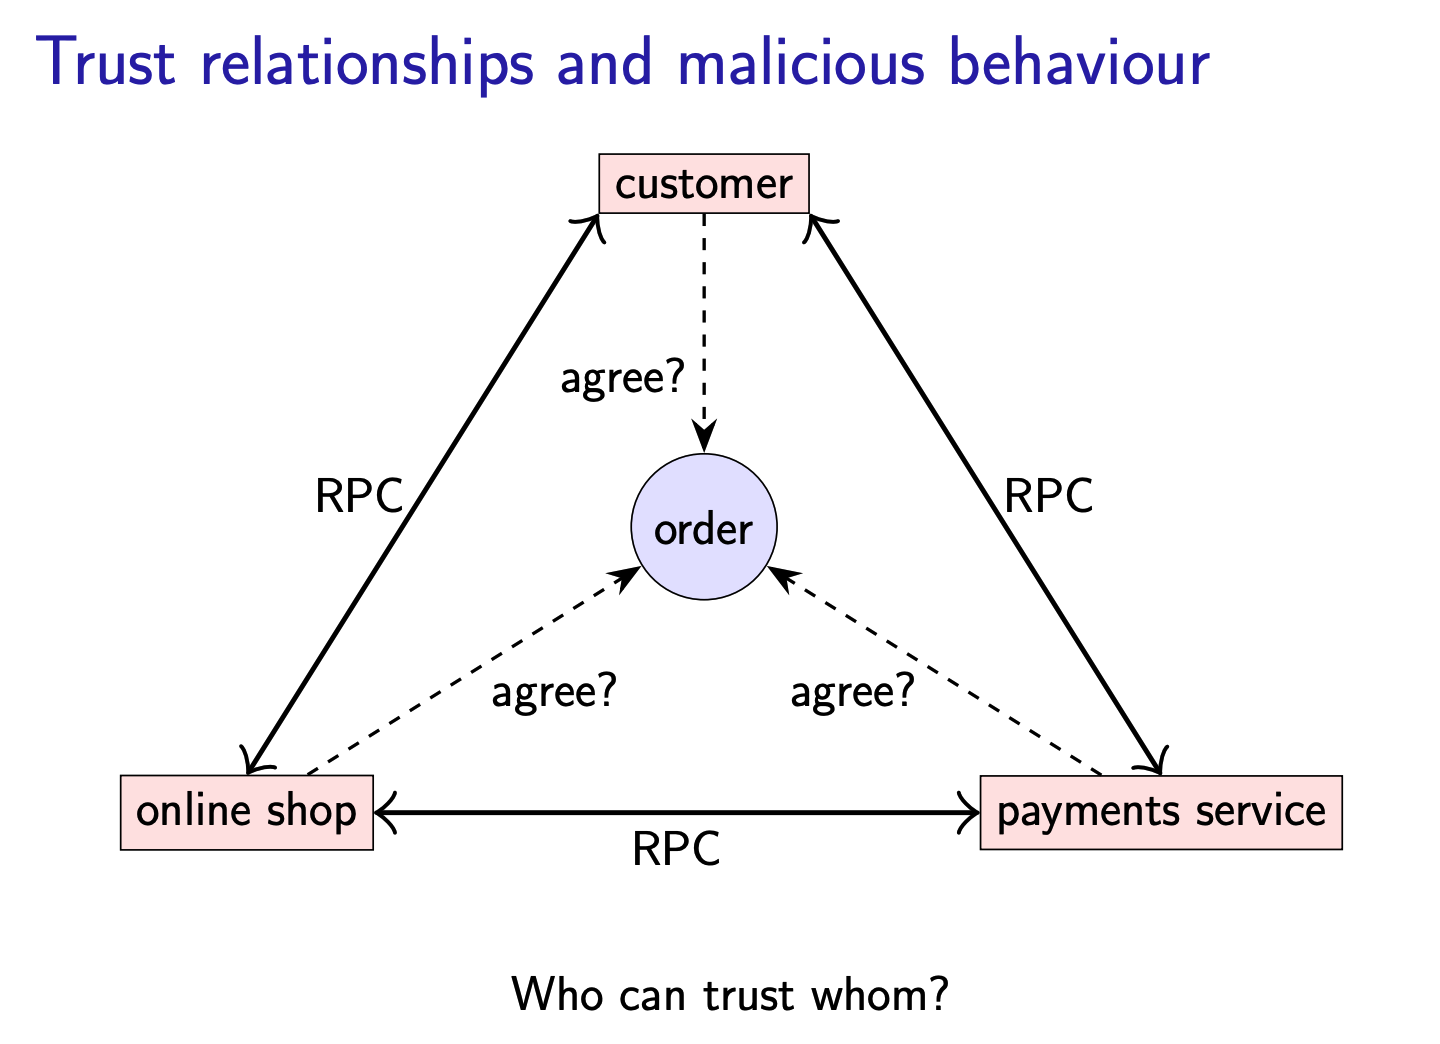 Trust relationships and malicious behaviour
customer
agree?
RPC
RPC
order
agree?
agree?
online shop
payments service
RPC
Who can trust whom?